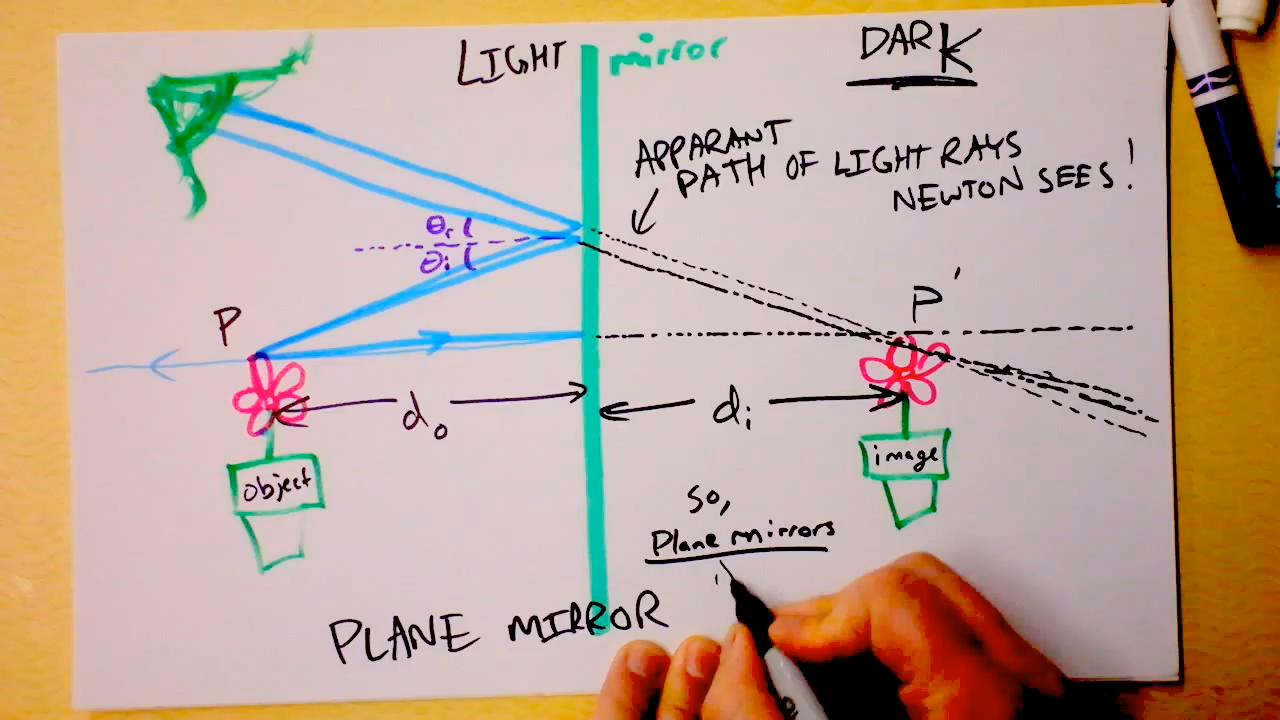 LIGHT
mirror
DARK
APPARANT
PATH OF LIGHT RAYS
NEWTON SEES!
θr
θi
P
P'
do
di
object
image
so,
Plane mirrors
PLANE MIRROR